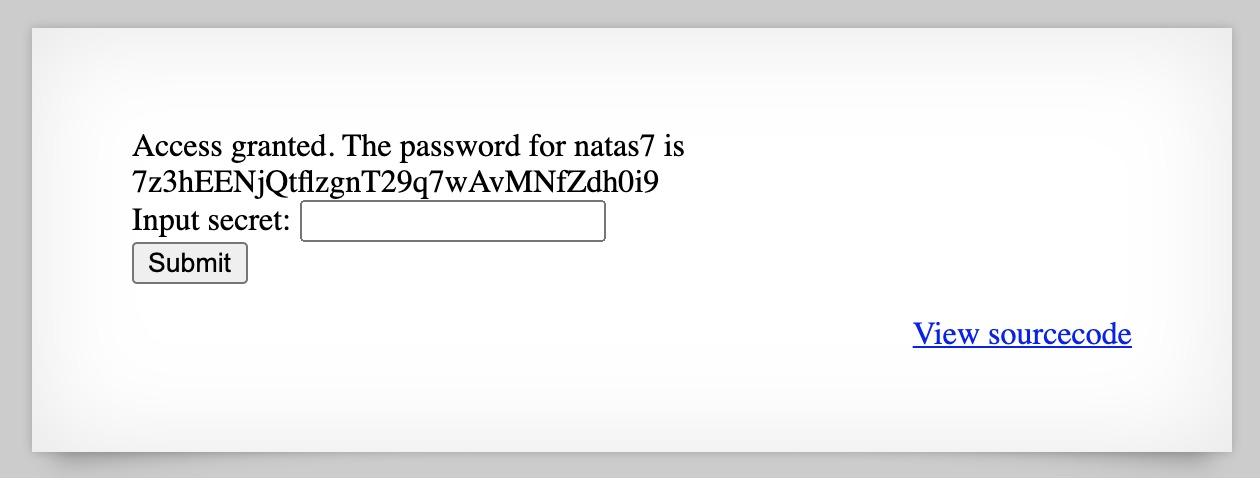 Access granted. The password for natas7 is
7z3hEENjQtflzgnT29q7wAvMNfZdh0i9
Input secret:
Submit
View sourcecode